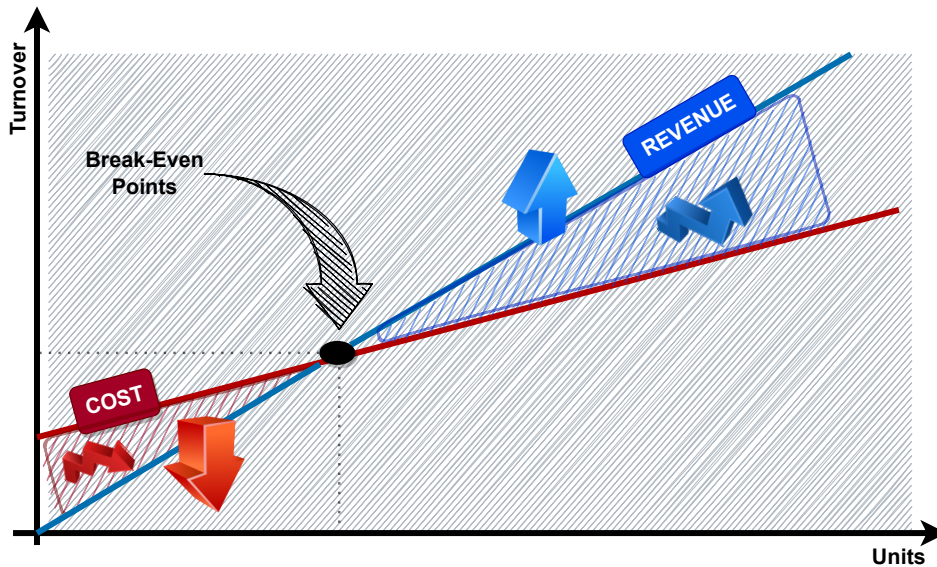 Turnover
Break-Even
Points
REVENUE
COST
Units